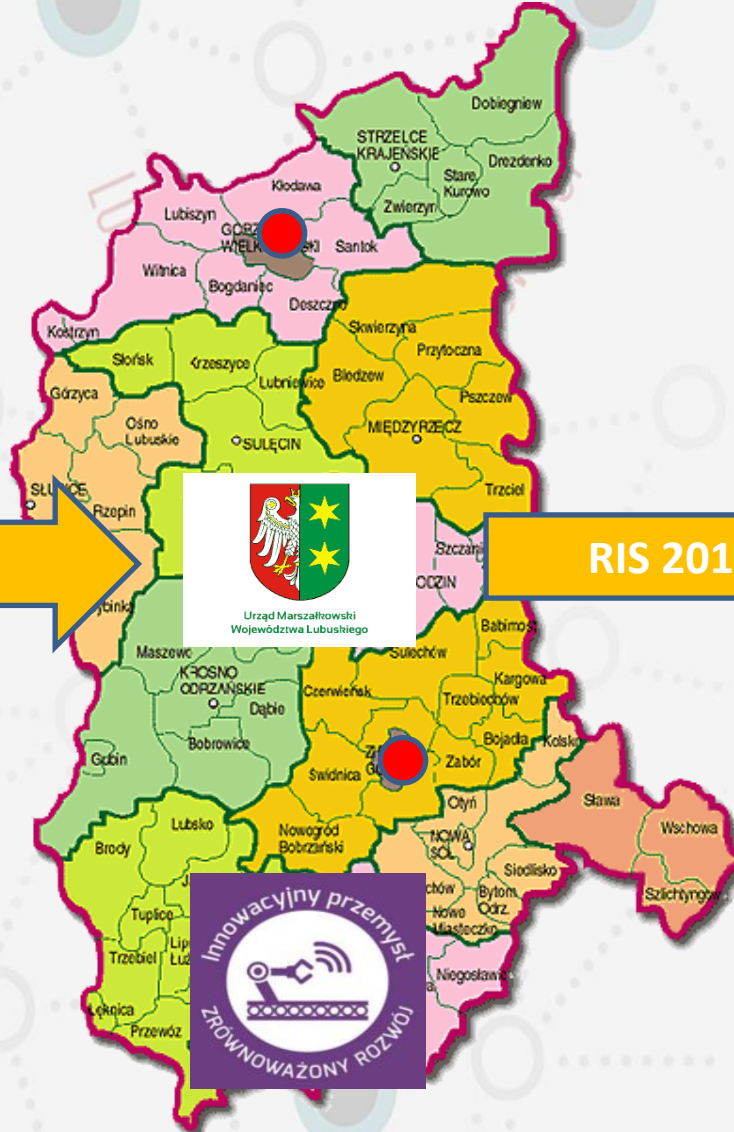 Dobiegniew
STRZELCE
KRAJEŃSKIE
Drezdenko
Stare
Kurowo
Zwierzyn
Kłodawa
Lubiszyn
Santok
Witnica
Bogdaniec
Deszczno
Kostrzyn
Skwierzyna
Przytoczna
Słońsk
Krzeszyce
Lubniewice
Bledzew
Pszczew
Górzyca
Ośno
Lubuskie
SULĘCIN
MIĘDZYRZECZ
Trzciel
Rzepin
RIS 201
Urząd Marszałkowski
Województwa Lubuskiego
Babimost
Maszewo
Sulechów
KROSNO
ODRZAŃSKIE
Czerwieńsk
Kargowa
Trzebiechów
Dąbie
Bobrowice
Bojadła
Kolsko
Gubin
Świdnica
Zabór
Otyń
Sława
Wschowa
Lubsko
Brody
Nowogród
Bobrzański
NOWA
SÓL
Siedlisko
Szlichtyngow
Bytom
Odrz.
Nowe
Miasteczko
Tuplice
Trzebiel
Niegosławice
Łęknica
Przewóz
Innowacyjny przemysł
ZRÓWNOWAŻONY ROZWÓJ